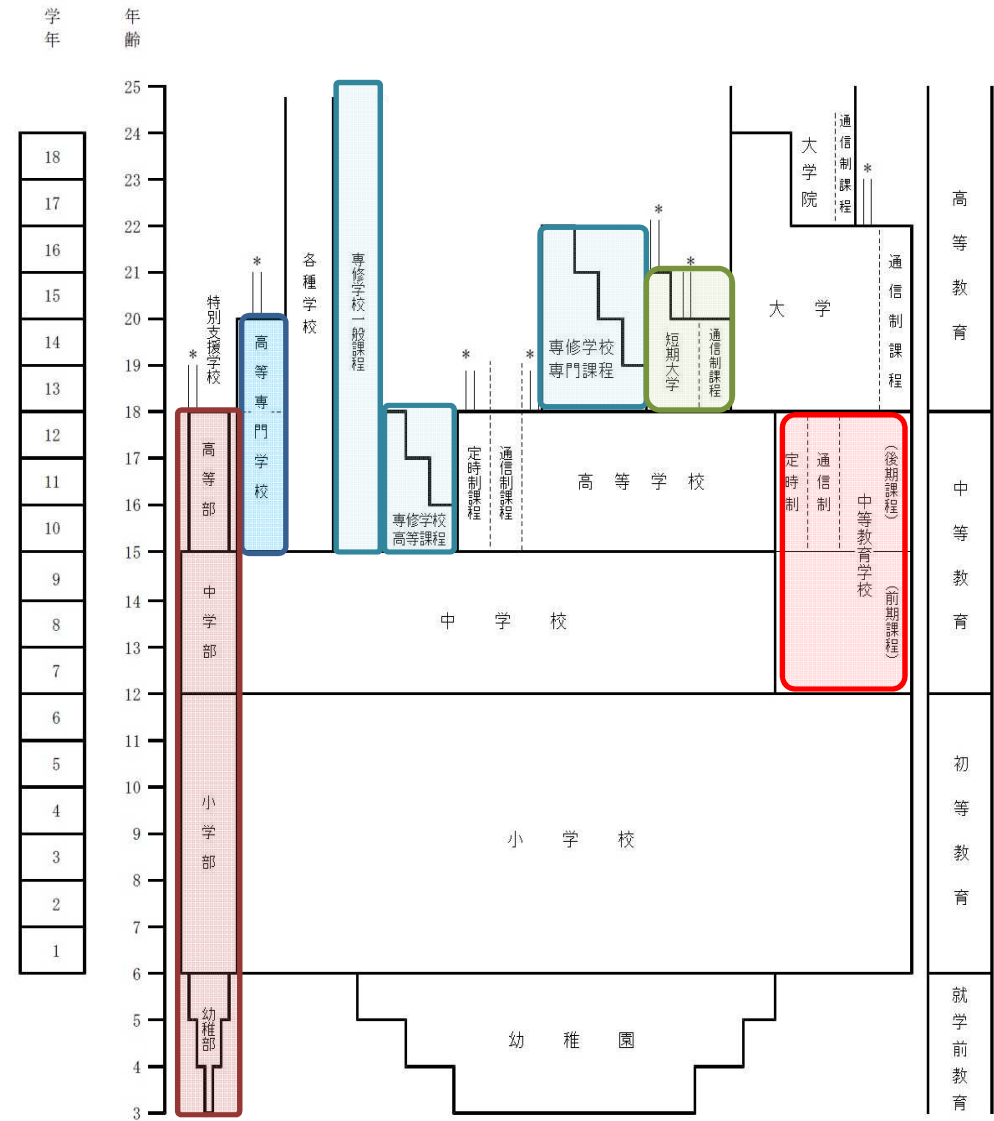 学年
年齢
25
24
23
22
21
20
19
18
17
16
15
14
13
12
11
10
9
8
7
6
5
4
3
18
17
16
15
14
13
12
11
10
9
8
7
6
5
4
3
2
1
特別支援学校
*
高等部
中学部
小学部
幼稚部
*
高等専門学校
各種学校
専修学校一般課程
専修学校
高等課程
*
定時制課程
通信制課程
*
高等学校
専修学校
専門課程
*
*
短期大学
通信制課程
大学
大学院
通信制課程
*
通信制課程
定時制
通信制
中等教育学校
(後期課程)
(前期課程)
中学校
小学校
幼稚園
高等教育
中等教育
初等教育
就学前教育